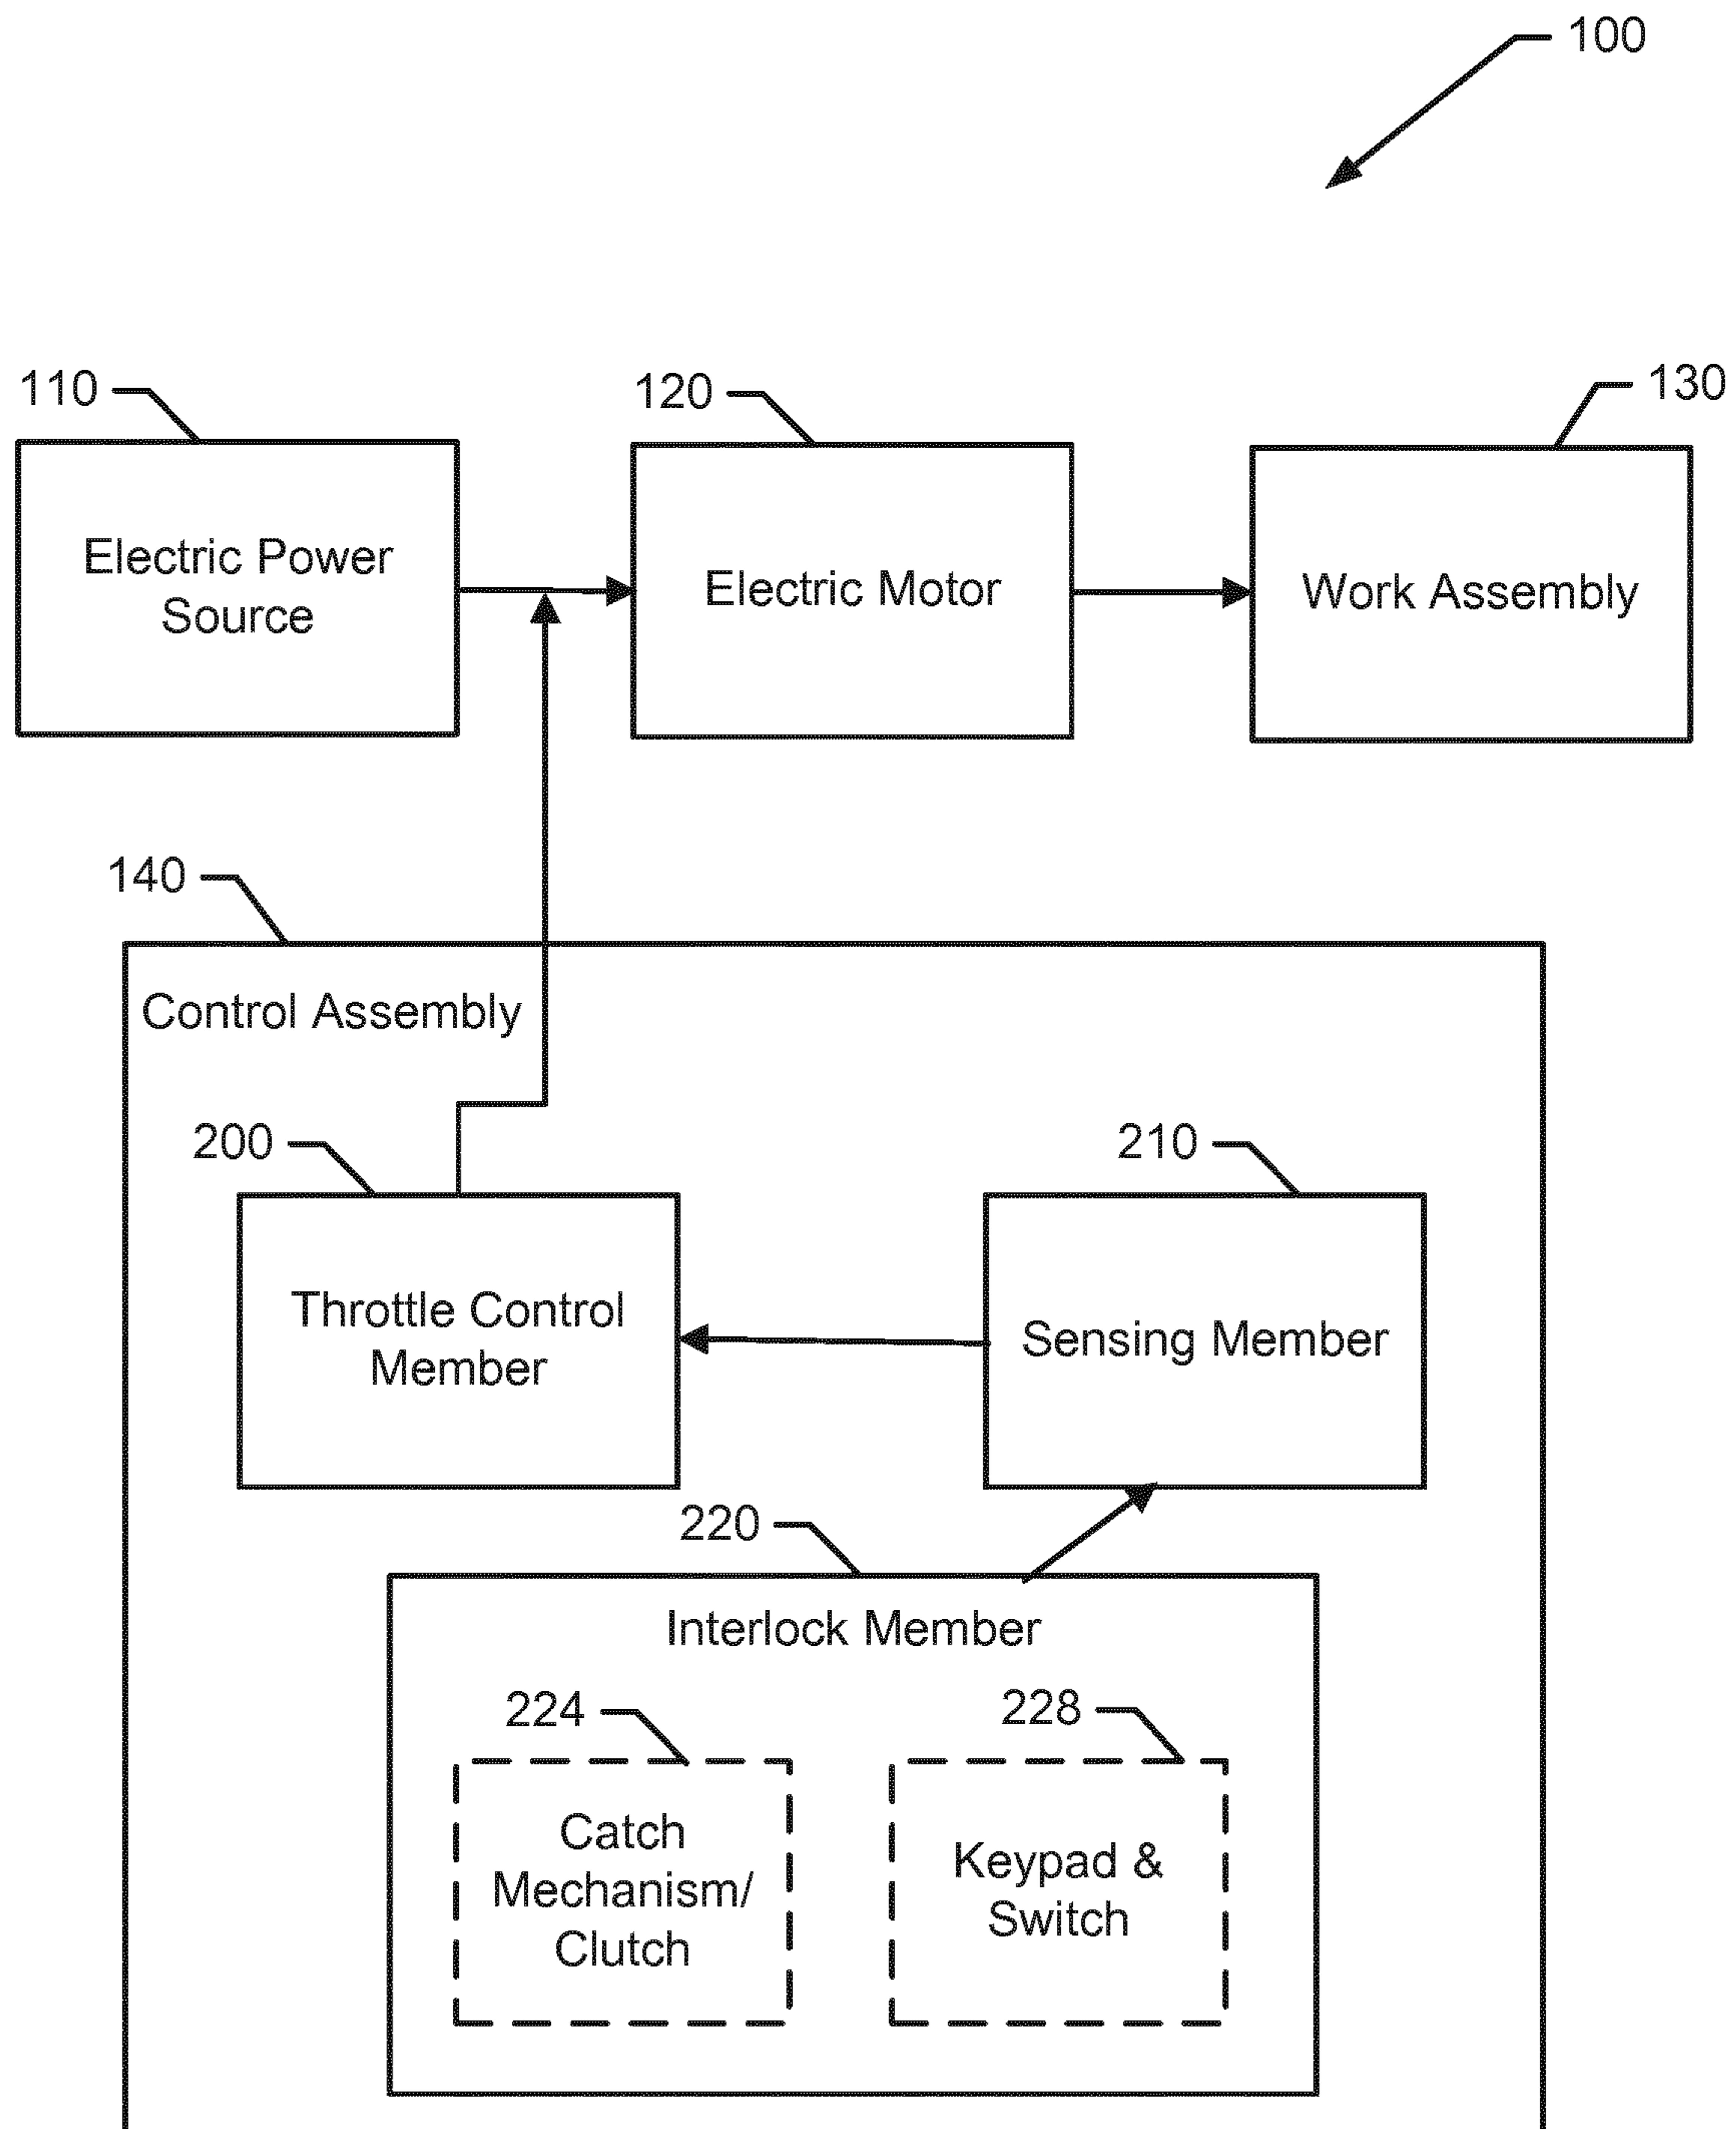 100
110
120
130
Electric Power
Source
Electric Motor
Work Assembly
140
Control Assembly
200
210
Throttle Control
Member
Sensing Member
220
Interlock Member
224
228
Catch
Mechanism/
Clutch
Keypad &
Switch